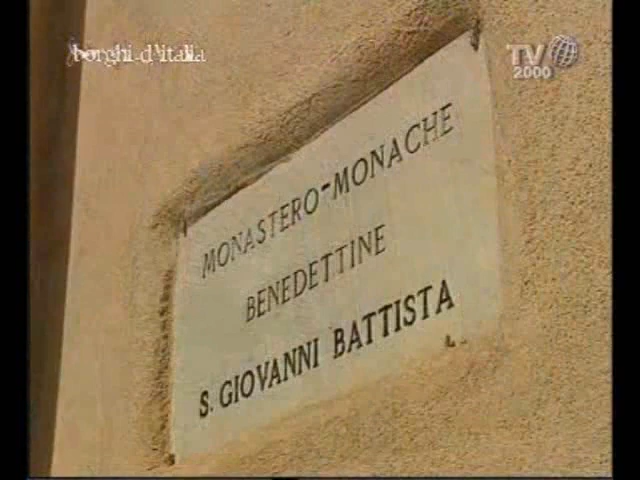 borghi d'italia
TV
2000
MONASTERO-MONACHE
BENEDETTINE
S. GIOVANNI BATTISTA